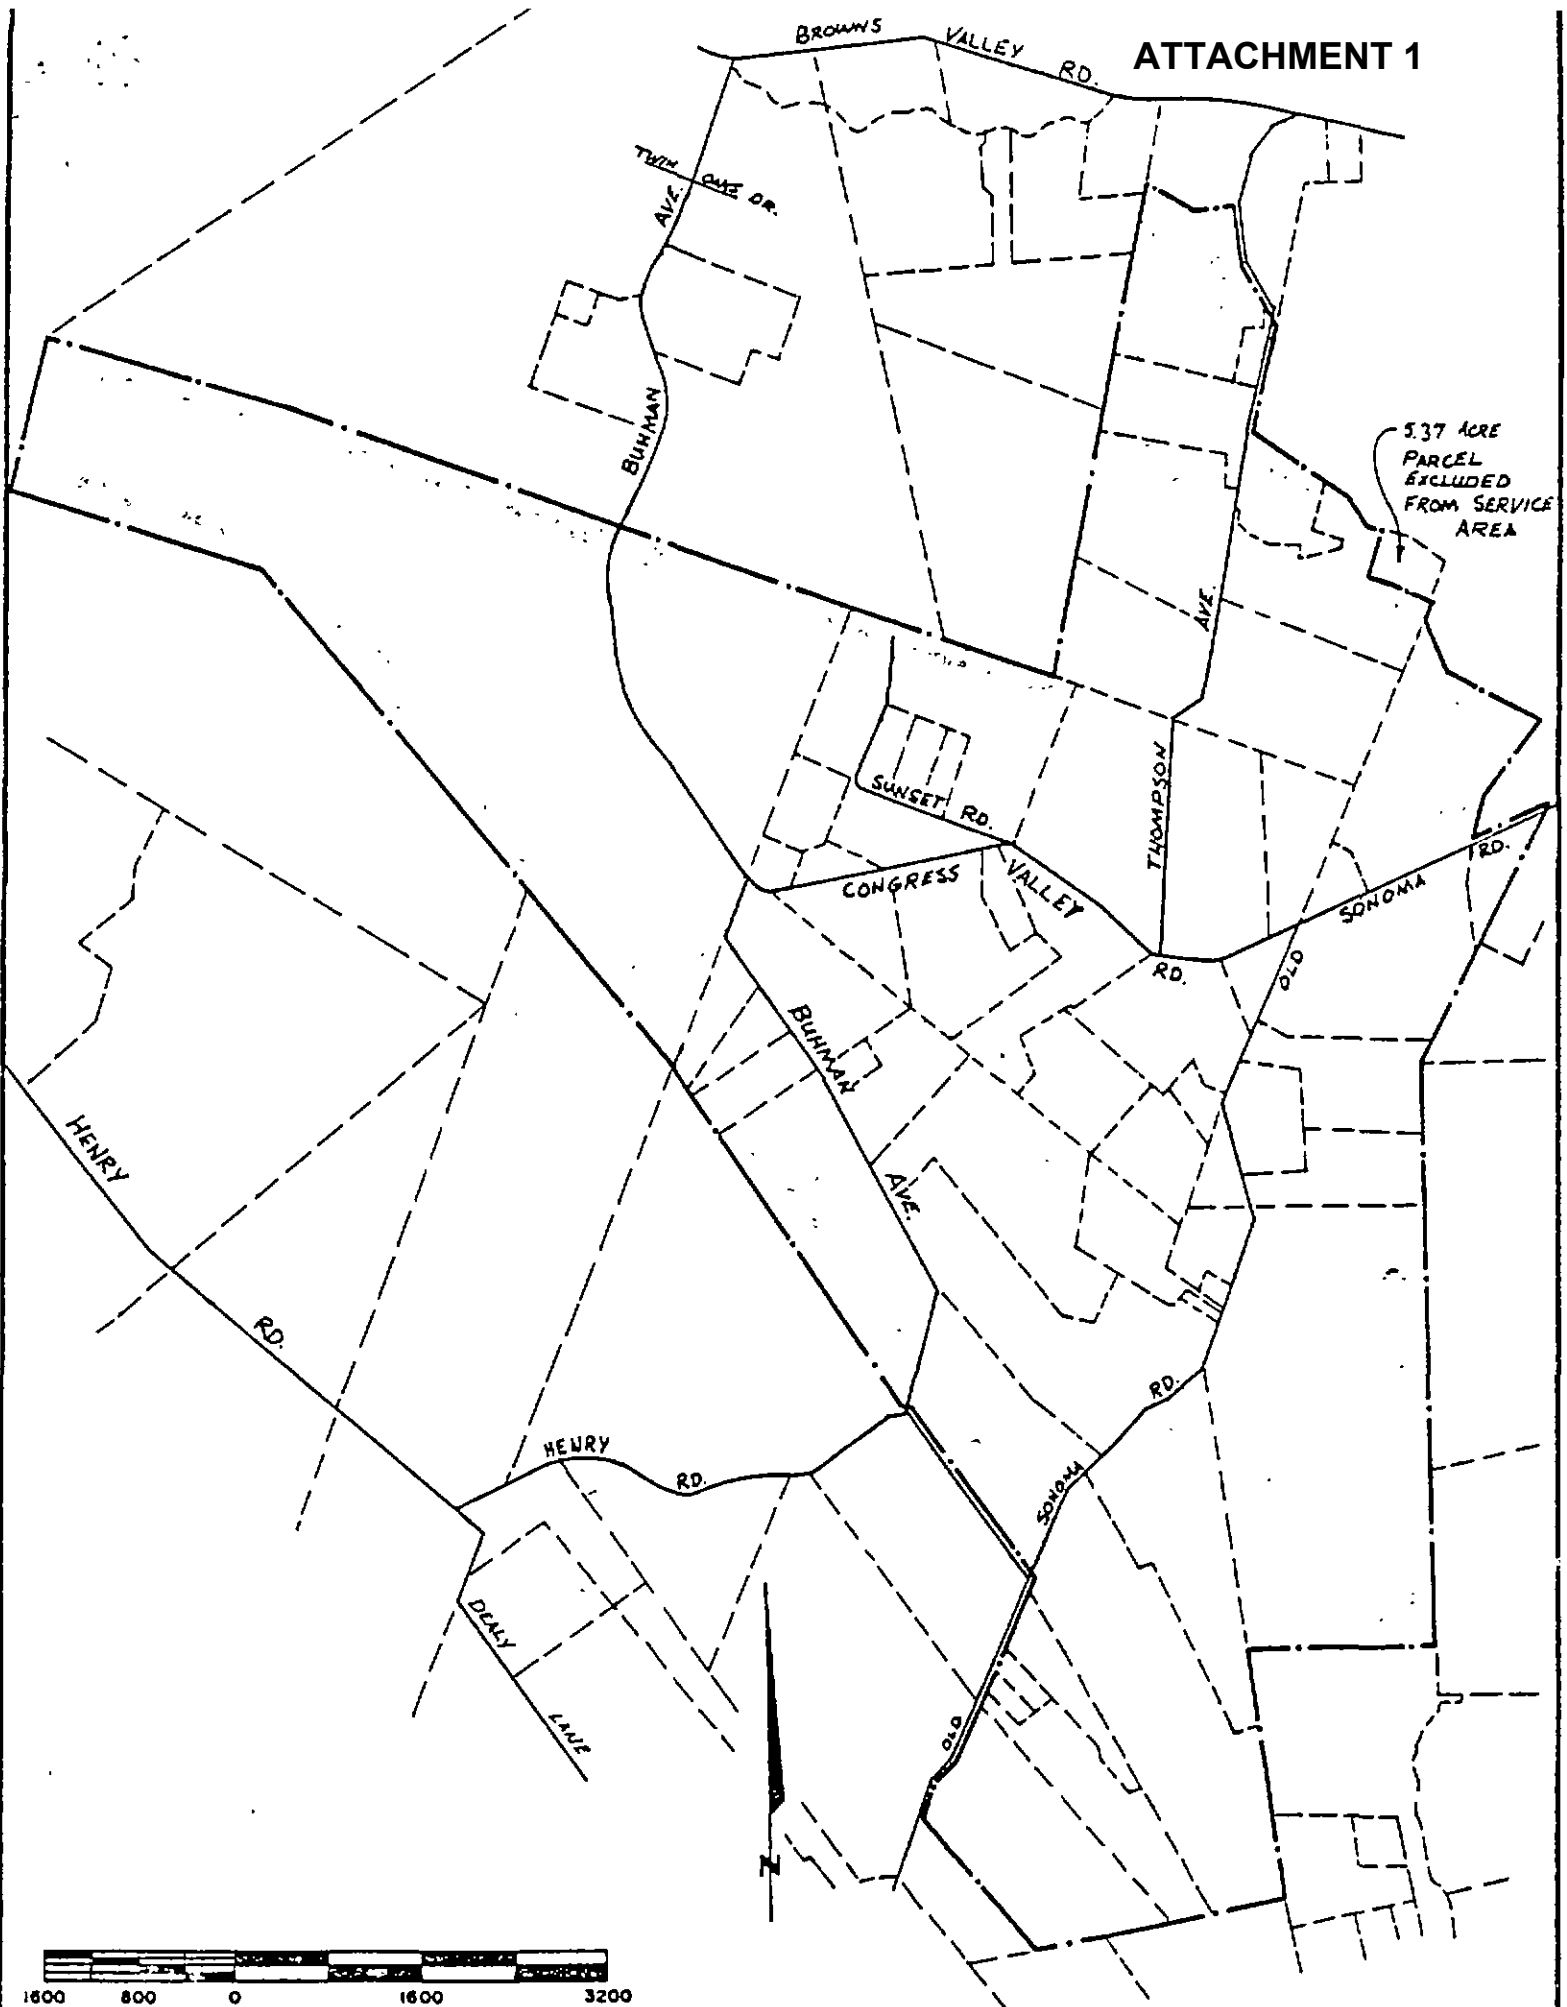 BROWNS VALLEY RD.
ATTACHMENT 1
TWIN OAKS DR.
AVE.
BUHMAN
5.37 ACRE
PARCEL
EXCLUDED
FROM SERVICE
AREA
AVE.
THOMPSON
SUNSET RD.
CONGRESS VALLEY RD.
SONOMA RD.
OLD
BUHMAN
AVE.
HENRY
RD.
HENRY RD.
RD.
SONOMA
OLD
DEALY
LANE
N
1600 800 0 1600 3200